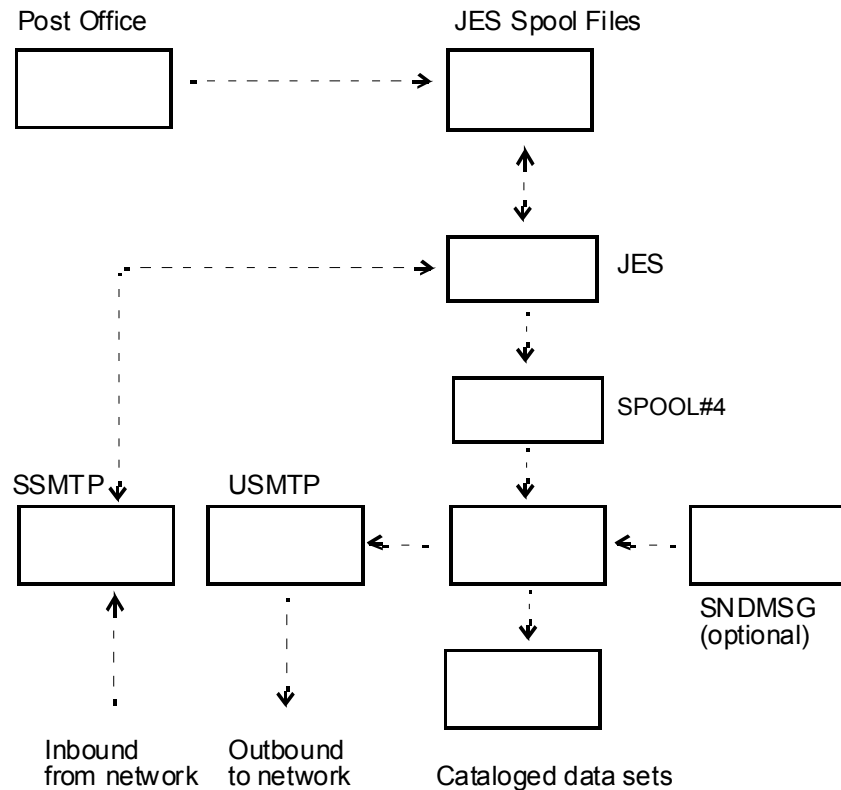 Post Office
JES Spool Files
JES
SPOOL#4
SSMTP
USMTP
SNDMSG
(optional)
Inbound
from network
Outbound
to network
Cataloged data sets